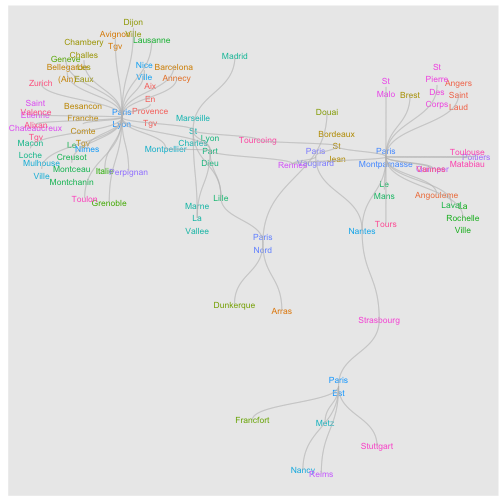 Dijon
Ville
Avignon
Tgv
Chambery
Challes
Les
Eaux
Lausanne
Geneve
Bellegarde
(Ain)
Nice
Ville
Barcelona
Annecy
Madrid
Zurich
Aix
En
Provence
Tgv
Saint
Etienne
Chateaucreux
Valence
Alixan
Tgv
Besancon
Franche
Comte
Tgv
Paris
Lyon
Macon
Loche
Le
Creusot
Montceau
Montchanin
Nimes
Mulhouse
Ville
Italie
Perpignan
Montpellier
Toulon
Grenoble
Marseille
St
Charles
Lyon
Part
Dieu
Tourcoing
Marne
La
Vallee
Lille
Douai
Bordeaux
St
Jean
Rennes
Paris
Vaugirard
St
Malo
Brest
St
Pierre
Des
Corps
Angers
Saint
Laud
Paris
Montparnasse
Toulouse
Matabiau
Poitiers
Quimper
Le
Mans
Angouleme
Laval
La
Rochelle
Ville
Tours
Nantes
Paris
Nord
Dunkerque
Arras
Strasbourg
Paris
Est
Francfort
Metz
Stuttgart
Nancy
Reims